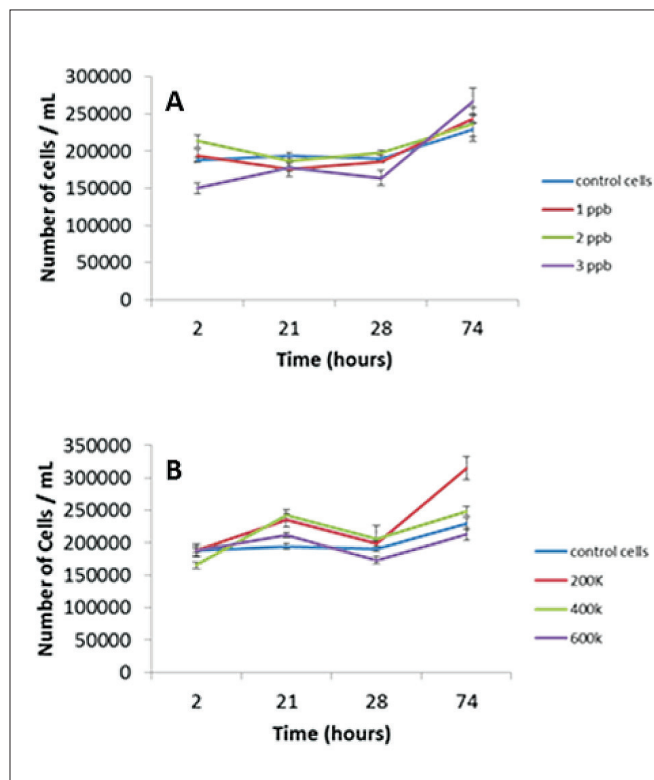 A
300000
250000
200000
150000
100000
50000
0
Number of cells / mL
2 21 28 74
Time (hours)
control cells
1 ppb
2 ppb
3 ppb
B
350000
300000
250000
200000
150000
100000
50000
0
Number of Cells / mL
2 21 28 74
Time (hours)
control cells
200K
400k
600k